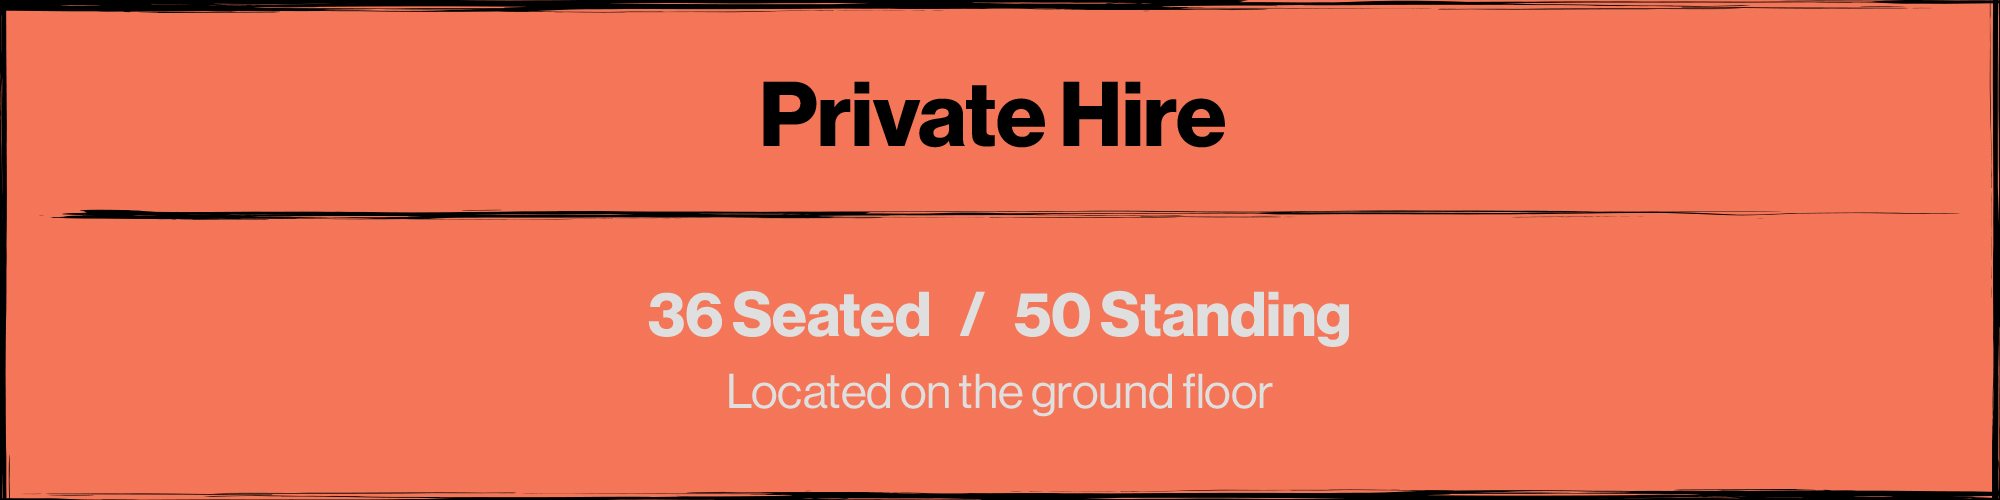 Private Hire
36 Seated / 50 Standing
Located on the ground floor